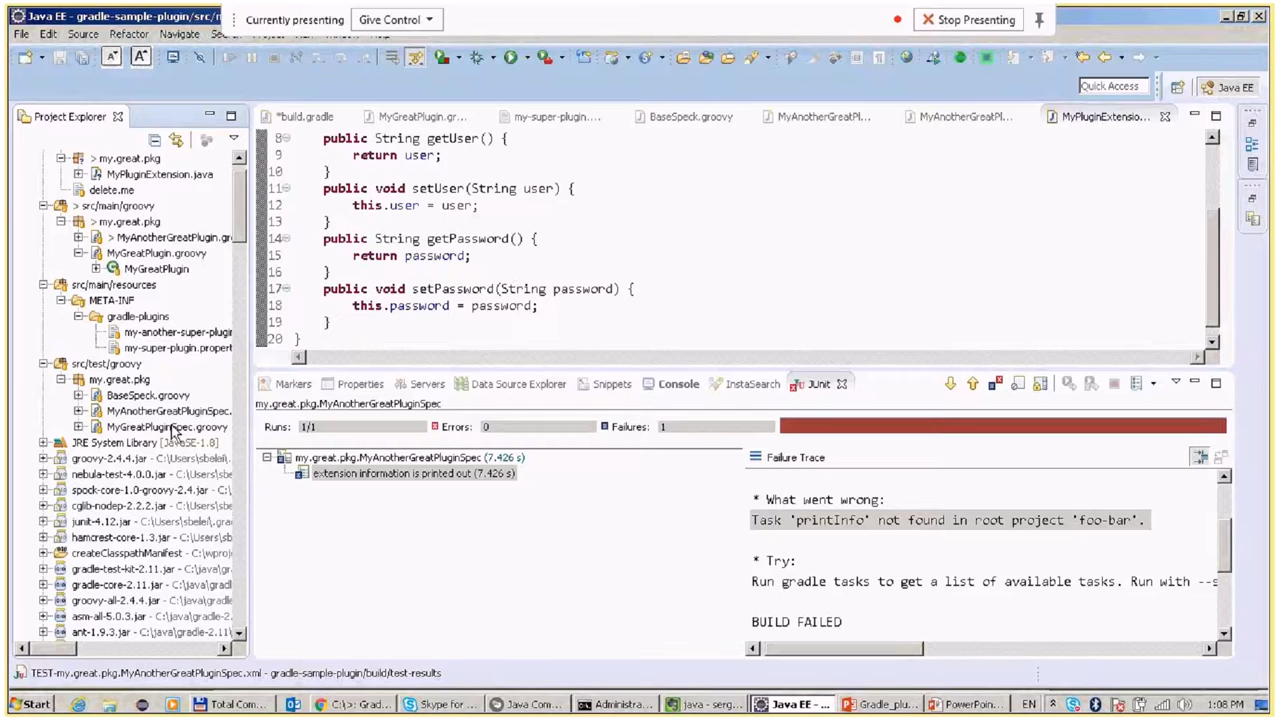 Java EE - gradle-sample-plugin/src/
Currently presenting
Give Control
Stop Presenting
File Edit Source Refactor Navigate
Quick Access
Java EE
Project Explorer
*build.gradle
MyGreatPlugin.gr...
my-super-plugin....
BaseSpeck.groovy
MyAnotherGreatPl...
MyAnotherGreatPl...
MyPluginExtensio...
> my.great.pkg
MyPluginExtension.java
delete.me
> src/main/groovy
> my.great.pkg
> MyAnotherGreatPlugin.gr
MyGreatPlugin.groovy
MyGreatPlugin
src/main/resources
META-INF
gradle-plugins
my-another-super-plugin
my-super-plugin.propert
src/test/groovy
my.great.pkg
BaseSpeck.groovy
MyAnotherGreatPluginSpec.
MyGreatPluginSpec.groovy
JRE System Library [JavaSE-1.8]
groovy-2.4.4.jar - C:\Users\sbelei\
nebula-test-4.0.0.jar - C:\Users\sb
spock-core-1.0-groovy-2.4.jar - C:\
cglib-nodep-2.2.2.jar - C:\Users\sb
junit-4.12.jar - C:\Users\sbelei\.gra
hamcrest-core-1.3.jar - C:\Users\s
createClasspathManifest - C:\wproj
gradle-test-kit-2.11.jar - C:\java\g
gradle-core-2.11.jar - C:\java\grad
groovy-all-2.4.4.jar - C:\java\gradl
asm-all-5.0.3.jar - C:\java\gradle-2
ant-1.9.3.jar - C:\java\gradle-2.11\
8 public String getUser() {
9 return user;
10 }
11 public void setUser(String user) {
12 this.user = user;
13 }
14 public String getPassword() {
15 return password;
16 }
17 public void setPassword(String password) {
18 this.password = password;
19 }
20 }
Markers
Properties
Servers
Data Source Explorer
Snippets
Console
InstaSearch
JUnit
my.great.pkg.MyAnotherGreatPluginSpec
Runs: 1/1
Errors: 0
Failures: 1
my.great.pkg.MyAnotherGreatPluginSpec (7.426 s)
extension information is printed out (7.426 s)
Failure Trace
* What went wrong:
Task 'printInfo' not found in root project 'foo-bar'.
* Try:
Run gradle tasks to get a list of available tasks. Run with --s
BUILD FAILED
TEST-my.great.pkg.MyAnotherGreatPluginSpec.xml - gradle-sample-plugin/build/test-results
Start
Total Com...
C:\>: Grad...
Skype for ...
Java Com...
Administra...
java - serg...
Java EE - ...
Gradle_plu...
PowerPoin...
EN
1:08 PM